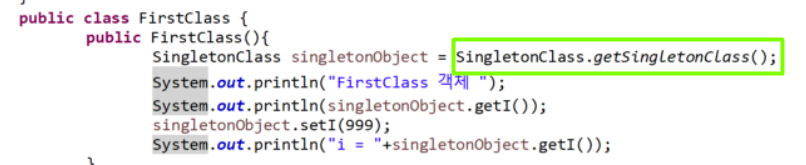 public class FirstClass {
public FirstClass(){
SingletonClass singletonObject = SingletonClass.getSingletonClass();
System.out.println("FirstClass 객체 ");
System.out.println(singletonObject.getI());
singletonObject.setI(999);
System.out.println("i = "+singletonObject.getI());